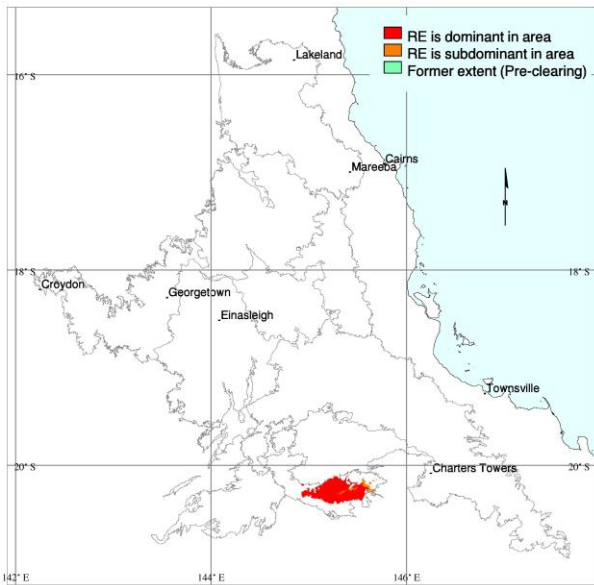 RE is dominant in area
RE is subdominant in area
Former extent (Pre-clearing)
Lakeland
16° S
Cairns
Mareeba
N
18° S
18° S
Croydon
Georgetown
Einasleigh
Townsville
20° S
20° S
Charters Towers
142° E
144° E
146° E